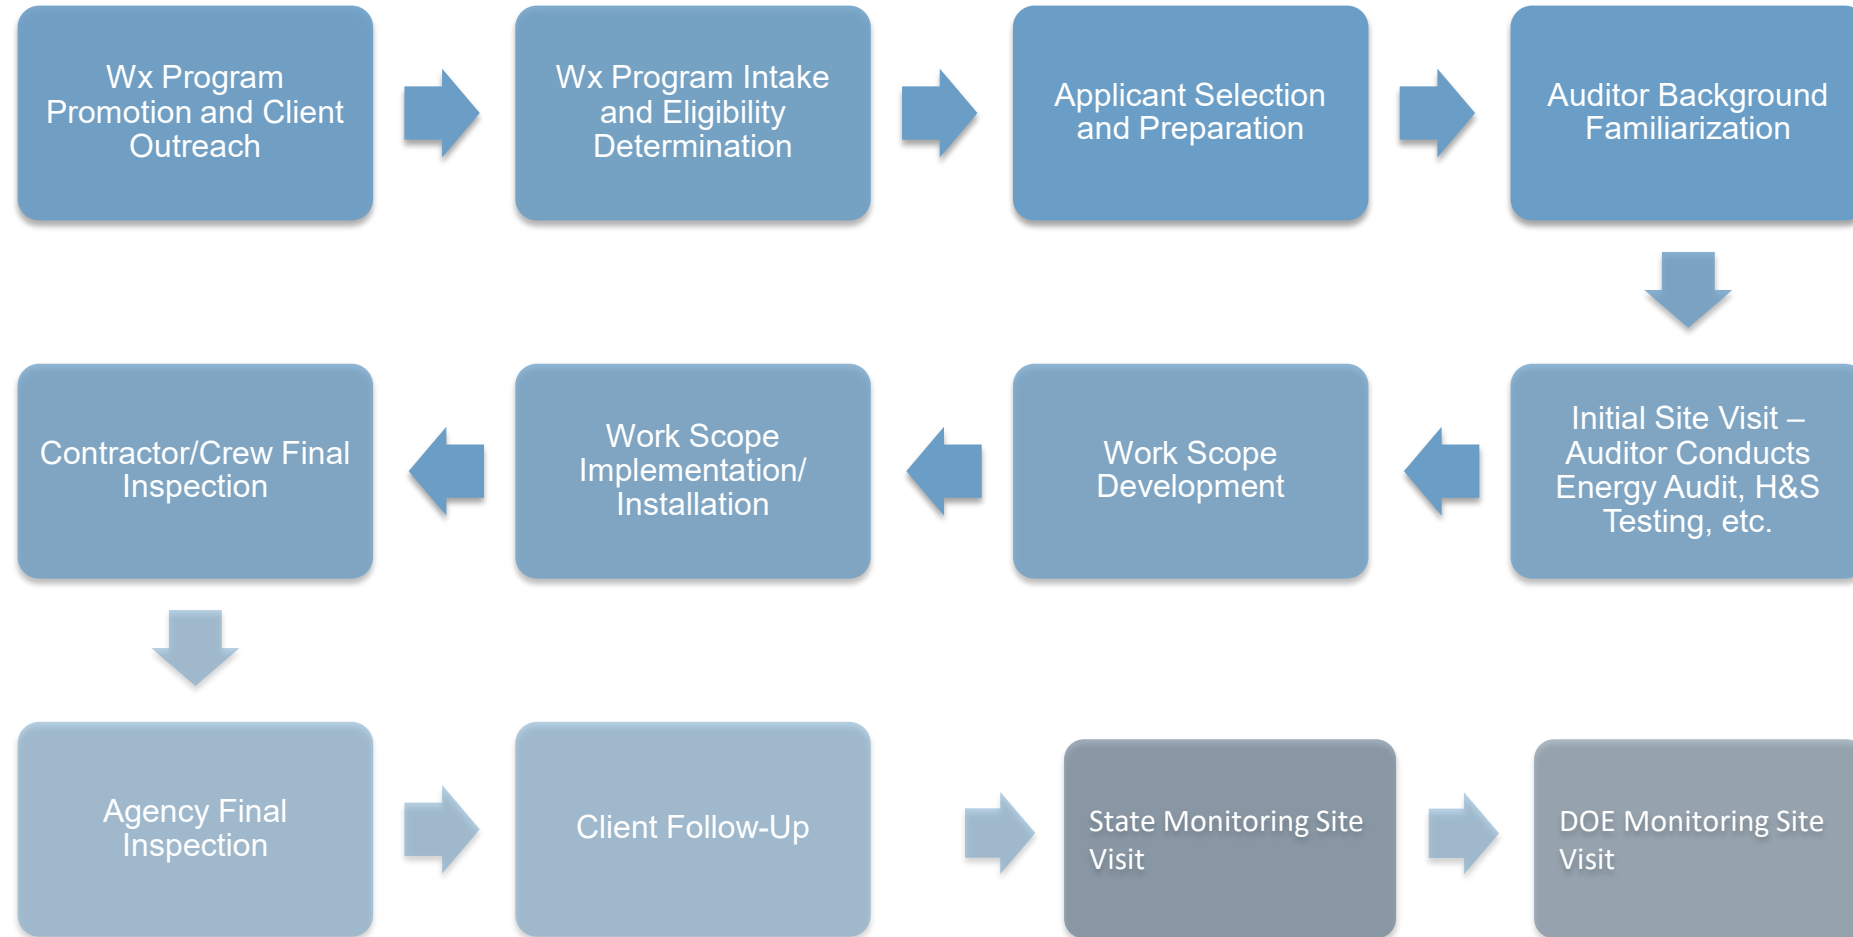 Wx Program
Promotion and Client
Outreach
Wx Program Intake
and Eligibility
Determination
Applicant Selection
and Preparation
Auditor Background
Familiarization
Initial Site Visit –
Auditor Conducts
Energy Audit, H&S
Testing, etc.
Work Scope
Development
Work Scope
Implementation/
Installation
Contractor/Crew Final
Inspection
Agency Final
Inspection
Client Follow-Up
State Monitoring Site
Visit
DOE Monitoring Site
Visit